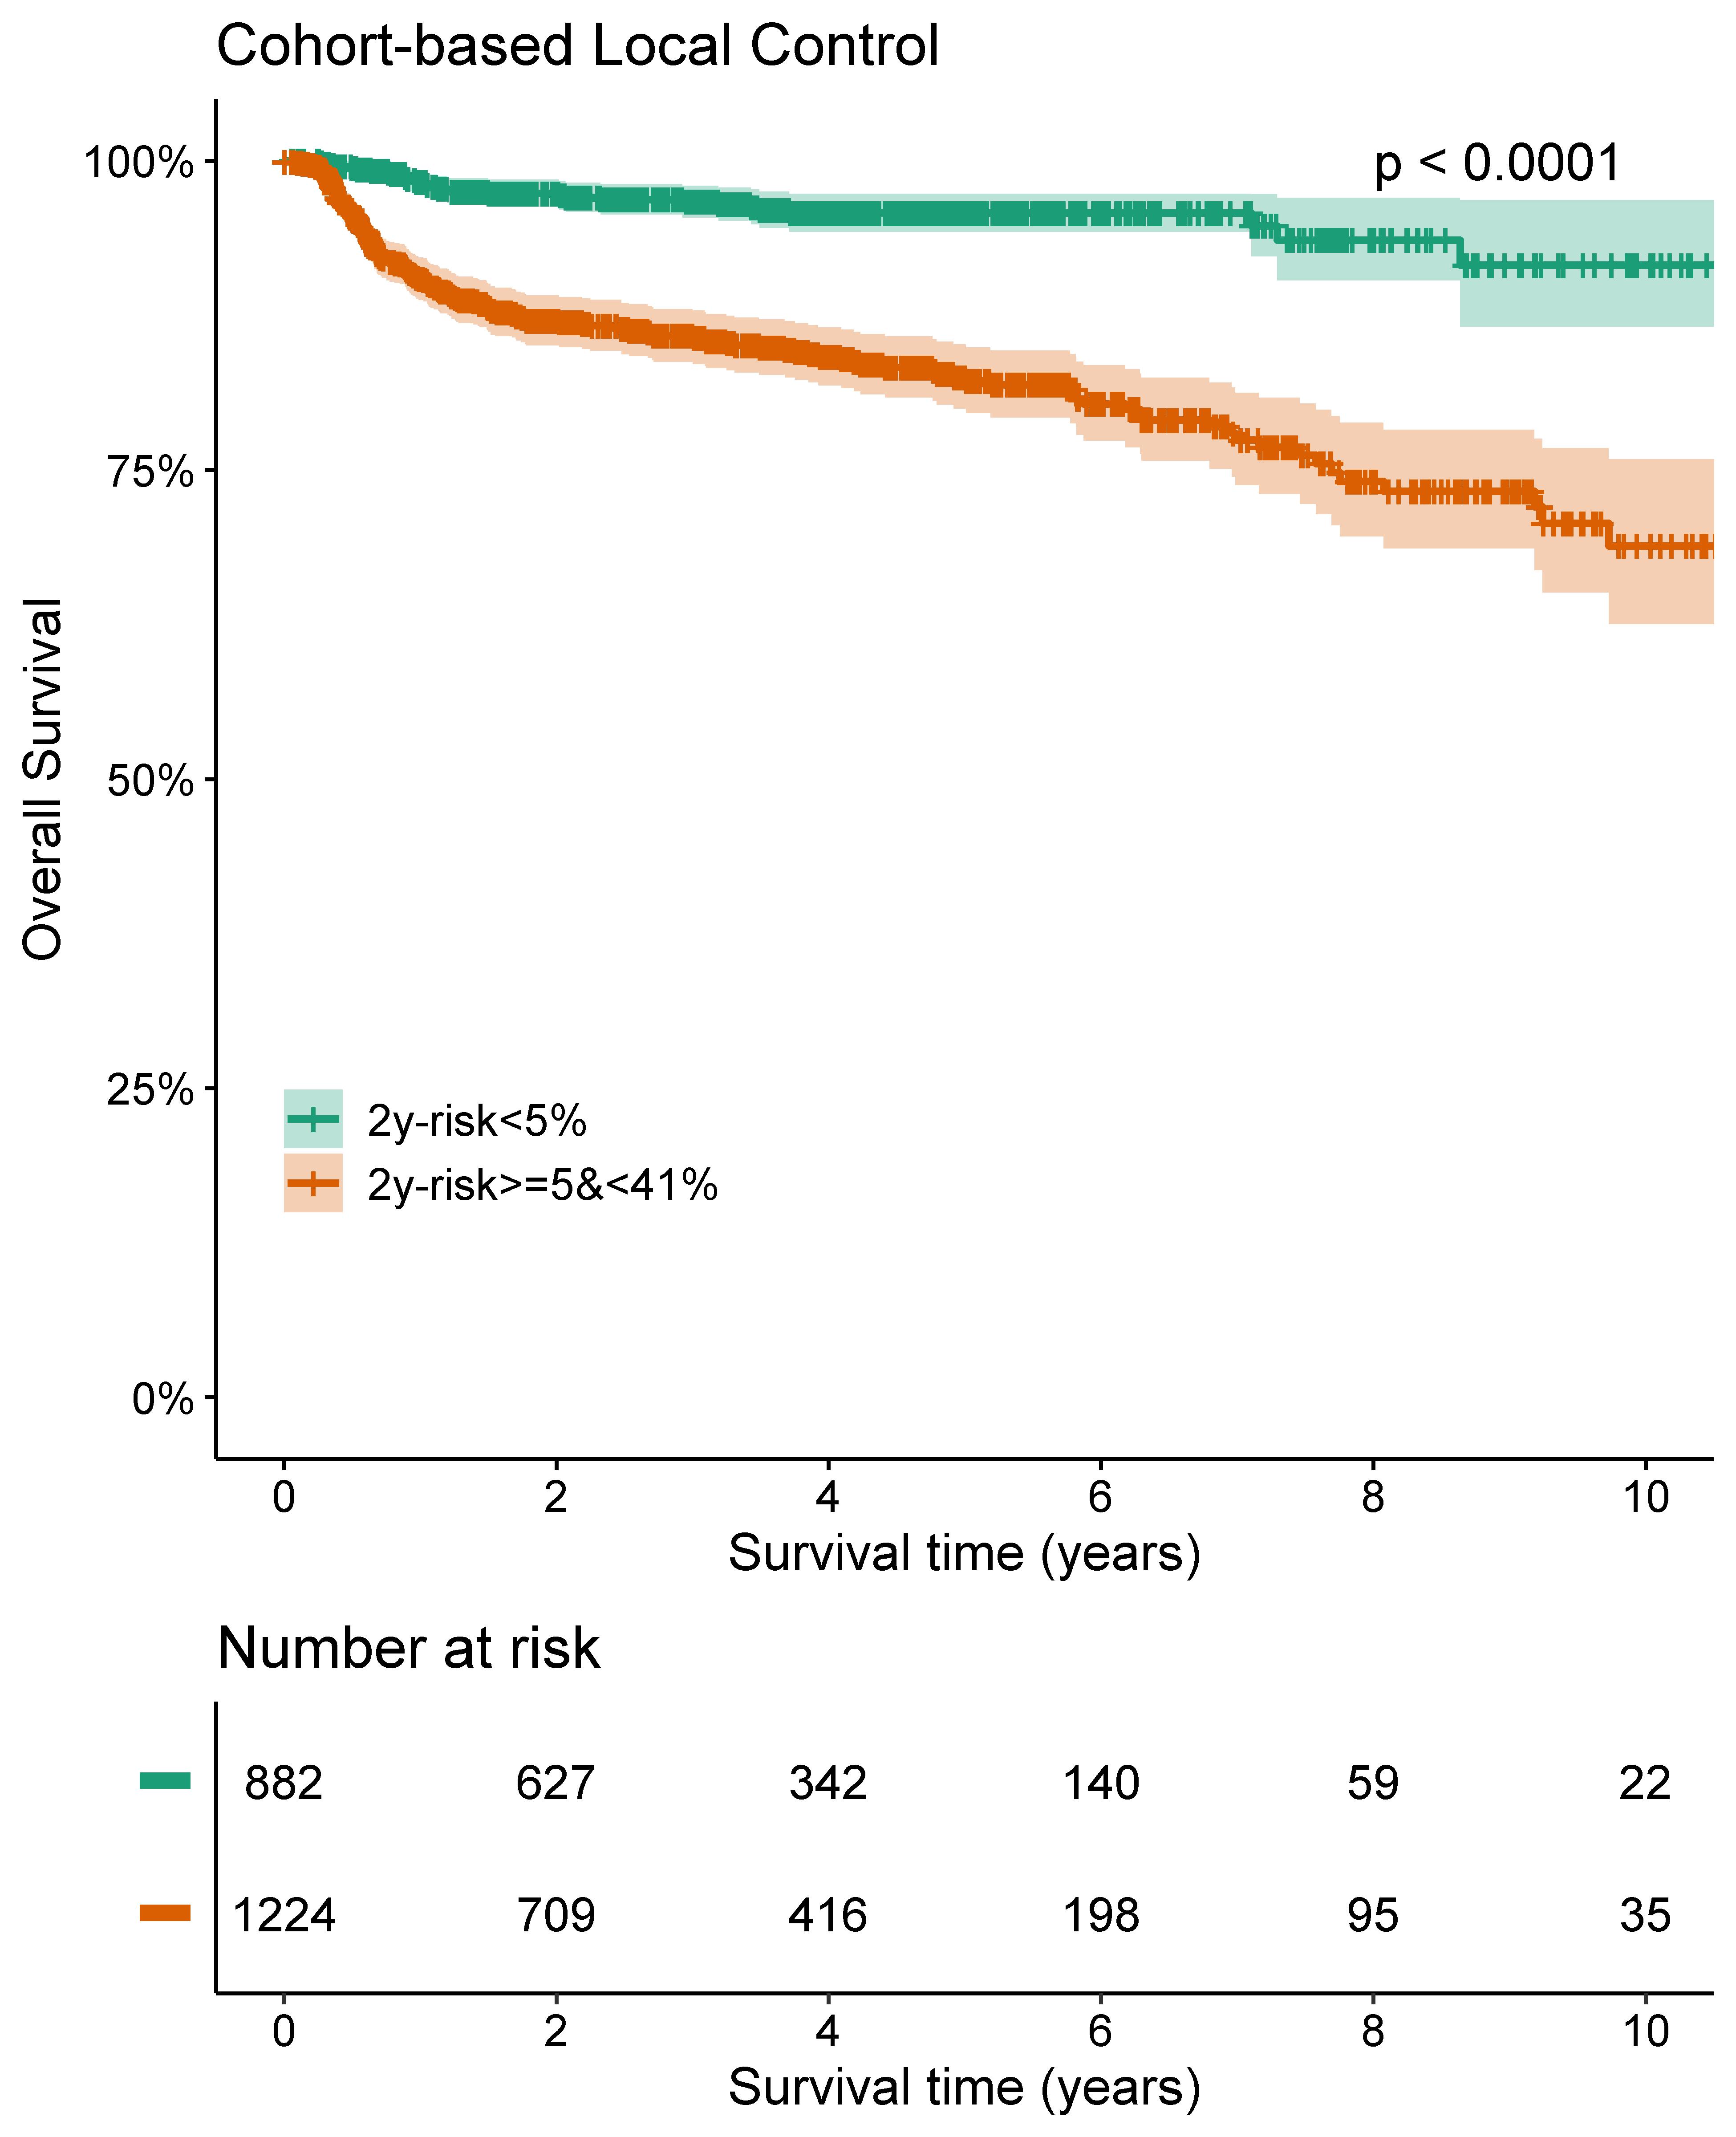 Cohort-based Local Control
p < 0.0001
100%
75%
50%
25%
0%
Overall Survival
2y-risk<5%
2y-risk>=5&<41%
0 2 4 6 8 10
Survival time (years)
Number at risk
882 627 342 140 59 22
1224 709 416 198 95 35
0 2 4 6 8 10
Survival time (years)